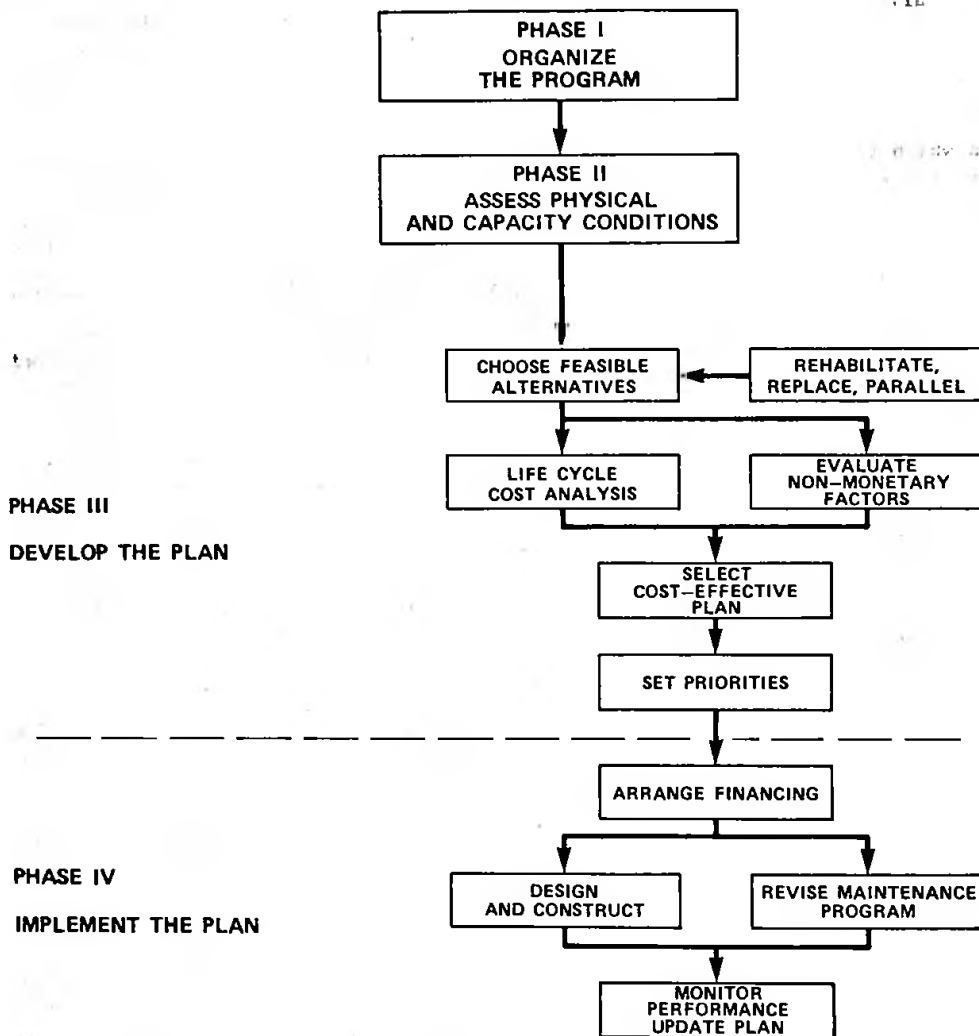 PHASE I
ORGANIZE
THE PROGRAM
PHASE II
ASSESS PHYSICAL
AND CAPACITY CONDITIONS
CHOOSE FEASIBLE
ALTERNATIVES
REHABILITATE,
REPLACE, PARALLEL
LIFE CYCLE
COST ANALYSIS
EVALUATE
NON-MONETARY
FACTORS
PHASE III
DEVELOP THE PLAN
SELECT
COST-EFFECTIVE
PLAN
SET PRIORITIES
ARRANGE FINANCING
PHASE IV
IMPLEMENT THE PLAN
DESIGN
AND CONSTRUCT
REVISE MAINTENANCE
PROGRAM
MONITOR
PERFORMANCE
UPDATE PLAN